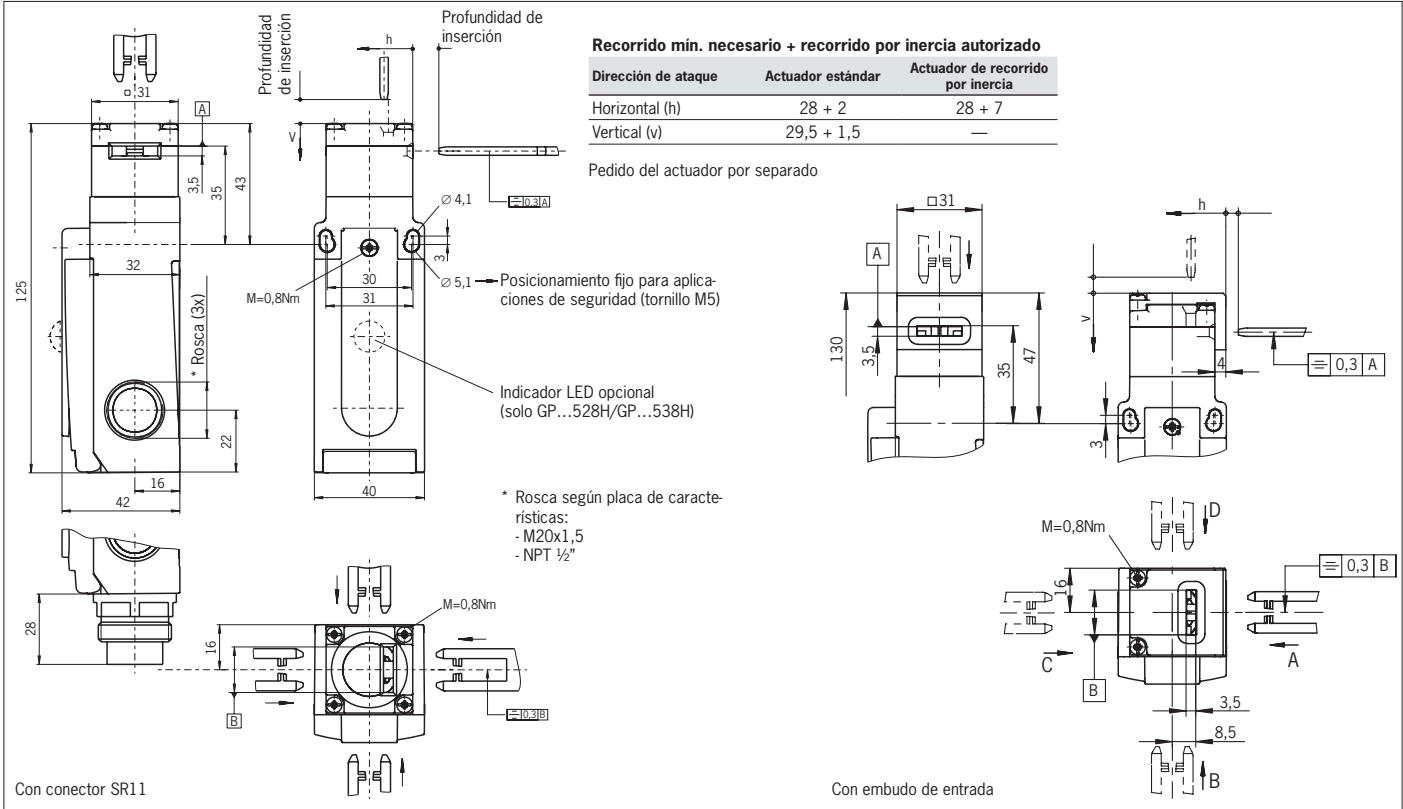 Profundidad
de inserción
h
Profundidad de
inserción
□ 31
A
V
125
3,5
35
43
⌯ 0,3 A
Ø 4,1
3
32
30
31
M=0,8Nm
Ø 5,1
Posicionamiento fijo para aplica-
ciones de seguridad (tornillo M5)
* Rosca (3x)
Indicador LED opcional
(solo GP...528H/GP...538H)
22
16
42
40
* Rosca según placa de caracte-
rísticas:
- M20x1,5
- NPT ½"
28
M=0,8Nm
16
B
⌯ 0,3 B
Con conector SR11
Recorrido mín. necesario + recorrido por inercia autorizado
Dirección de ataque Actuador estándar Actuador de recorrido
por inercia
Horizontal (h) 28 + 2 28 + 7
Vertical (v) 29,5 + 1,5 —
Pedido del actuador por separado
□31
h
A
v
130
3,5
35
47
4
⌯ 0,3 A
3
D
M=0,8Nm
⌯ 0,3 B
16
C
A
B
3,5
8,5
B
Con embudo de entrada